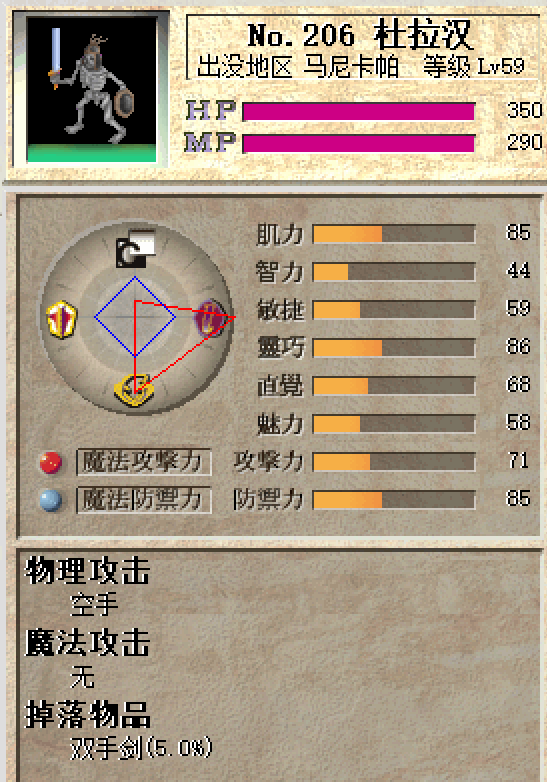 No.206 杜拉汉
出没地区 马尼卡帕 等级 Lv59
HP 350
MP 290
肌力 85
智力 44
敏捷 59
靈巧 86
直覺 68
魅力 58
魔法攻擊力 攻擊力 71
魔法防禦力 防禦力 85
物理攻击
空手
魔法攻击
无
掉落物品
双手剑(5.0%)